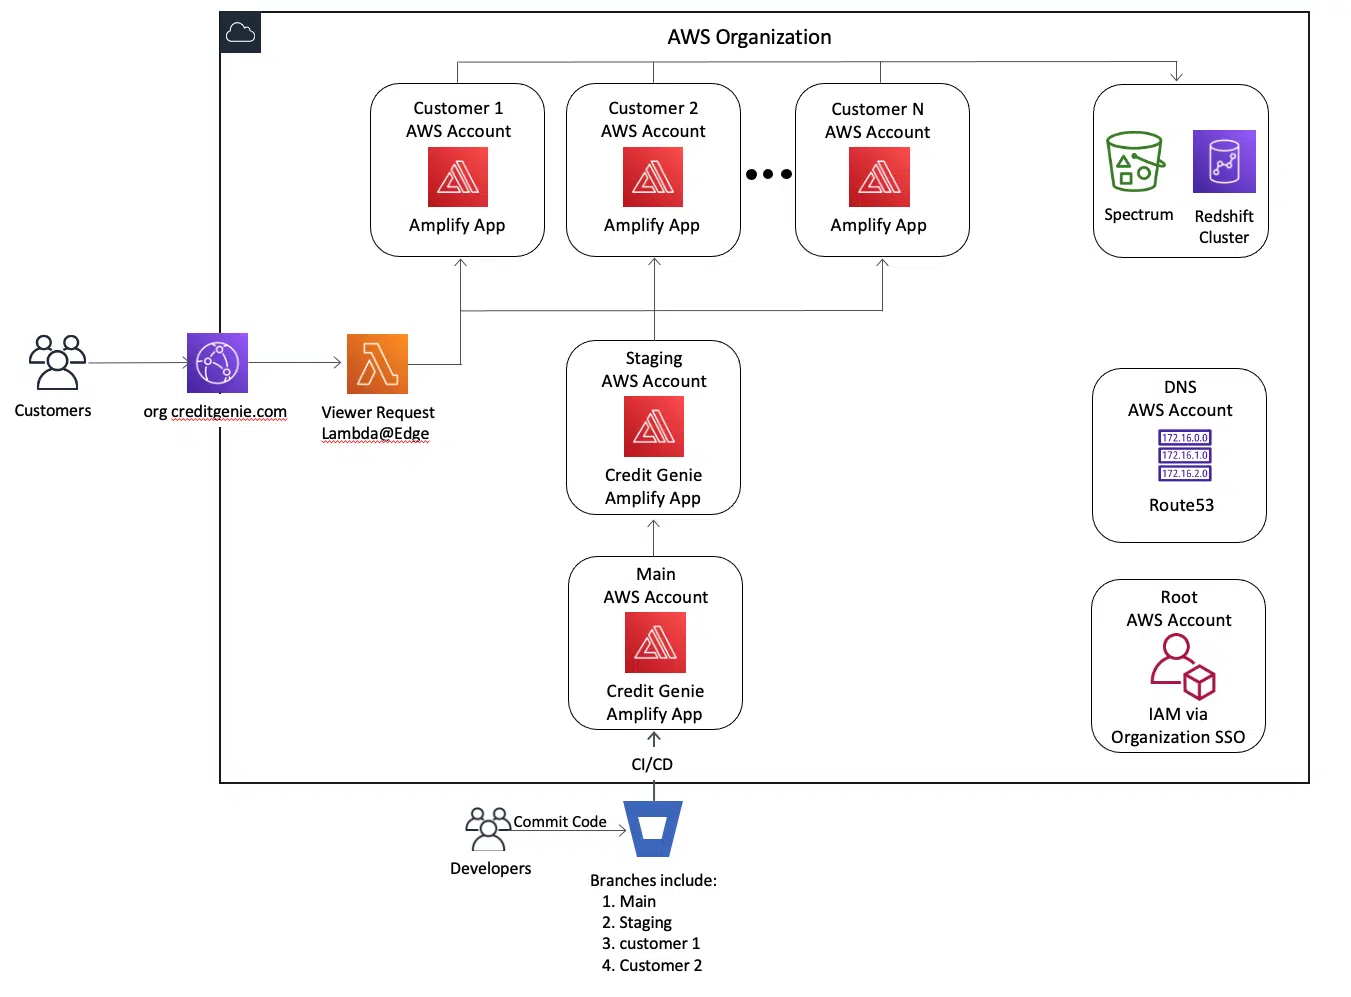 AWS Organization
Customer 1
AWS Account
Amplify App
Customer 2
AWS Account
Amplify App
Customer N
AWS Account
Amplify App
Spectrum
Redshift
Cluster
Customers
org creditgenie.com
Viewer Request
Lambda@Edge
Staging
AWS Account
Credit Genie
Amplify App
DNS
AWS Account
172.16.0.0
172.16.1.0
172.16.2.0
Route53
Main
AWS Account
Credit Genie
Amplify App
Root
AWS Account
IAM via
Organization SSO
CI/CD
Commit Code
Developers
Branches include:
1. Main
2. Staging
3. customer 1
4. Customer 2